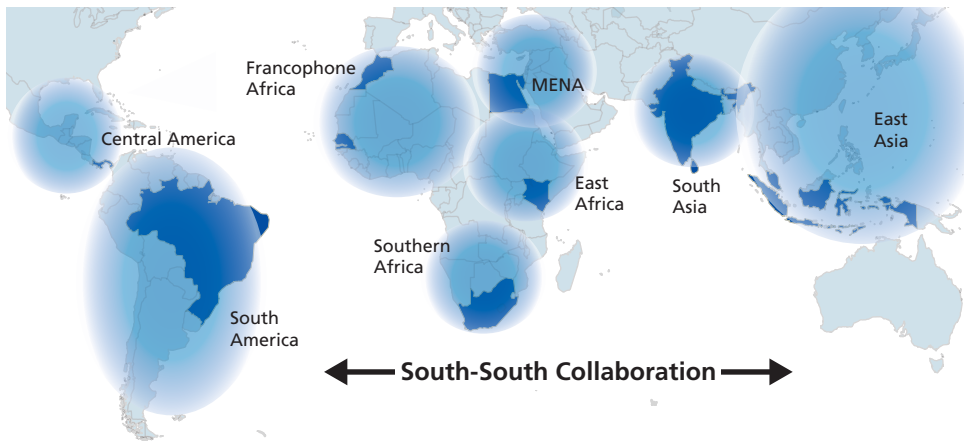 Francophone
Africa
MENA
Central America
East
Asia
East
Africa
South
Asia
Southern
Africa
South
America
South-South Collaboration